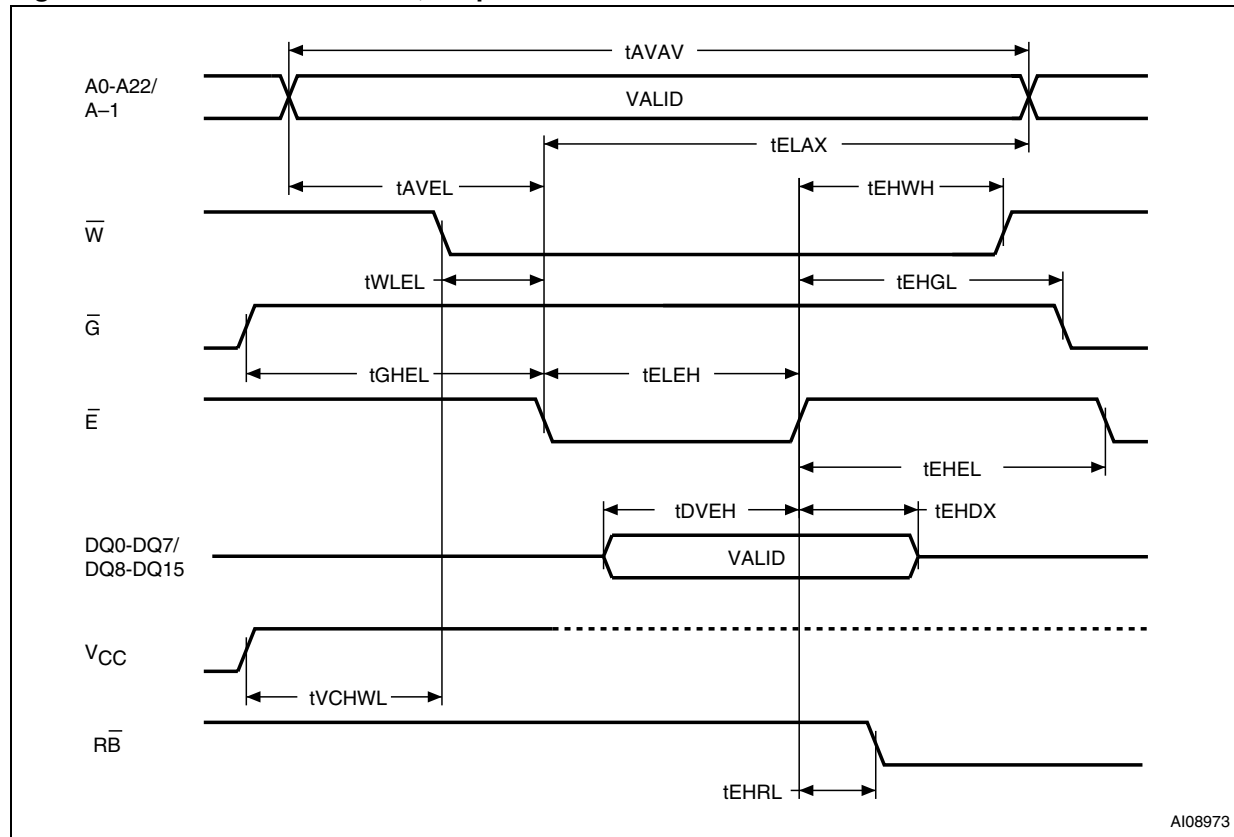 tAVAV
A0-A22/
A–1
VALID
tELAX
tAVEL
tEHWH
W̅
tWLEL
tEHGL
G̅
tGHEL
tELEH
E̅
tEHEL
tDVEH
tEHDX
DQ0-DQ7/
DQ8-DQ15
VALID
VCC
tVCHWL
RB̅
tEHRL
AI08973